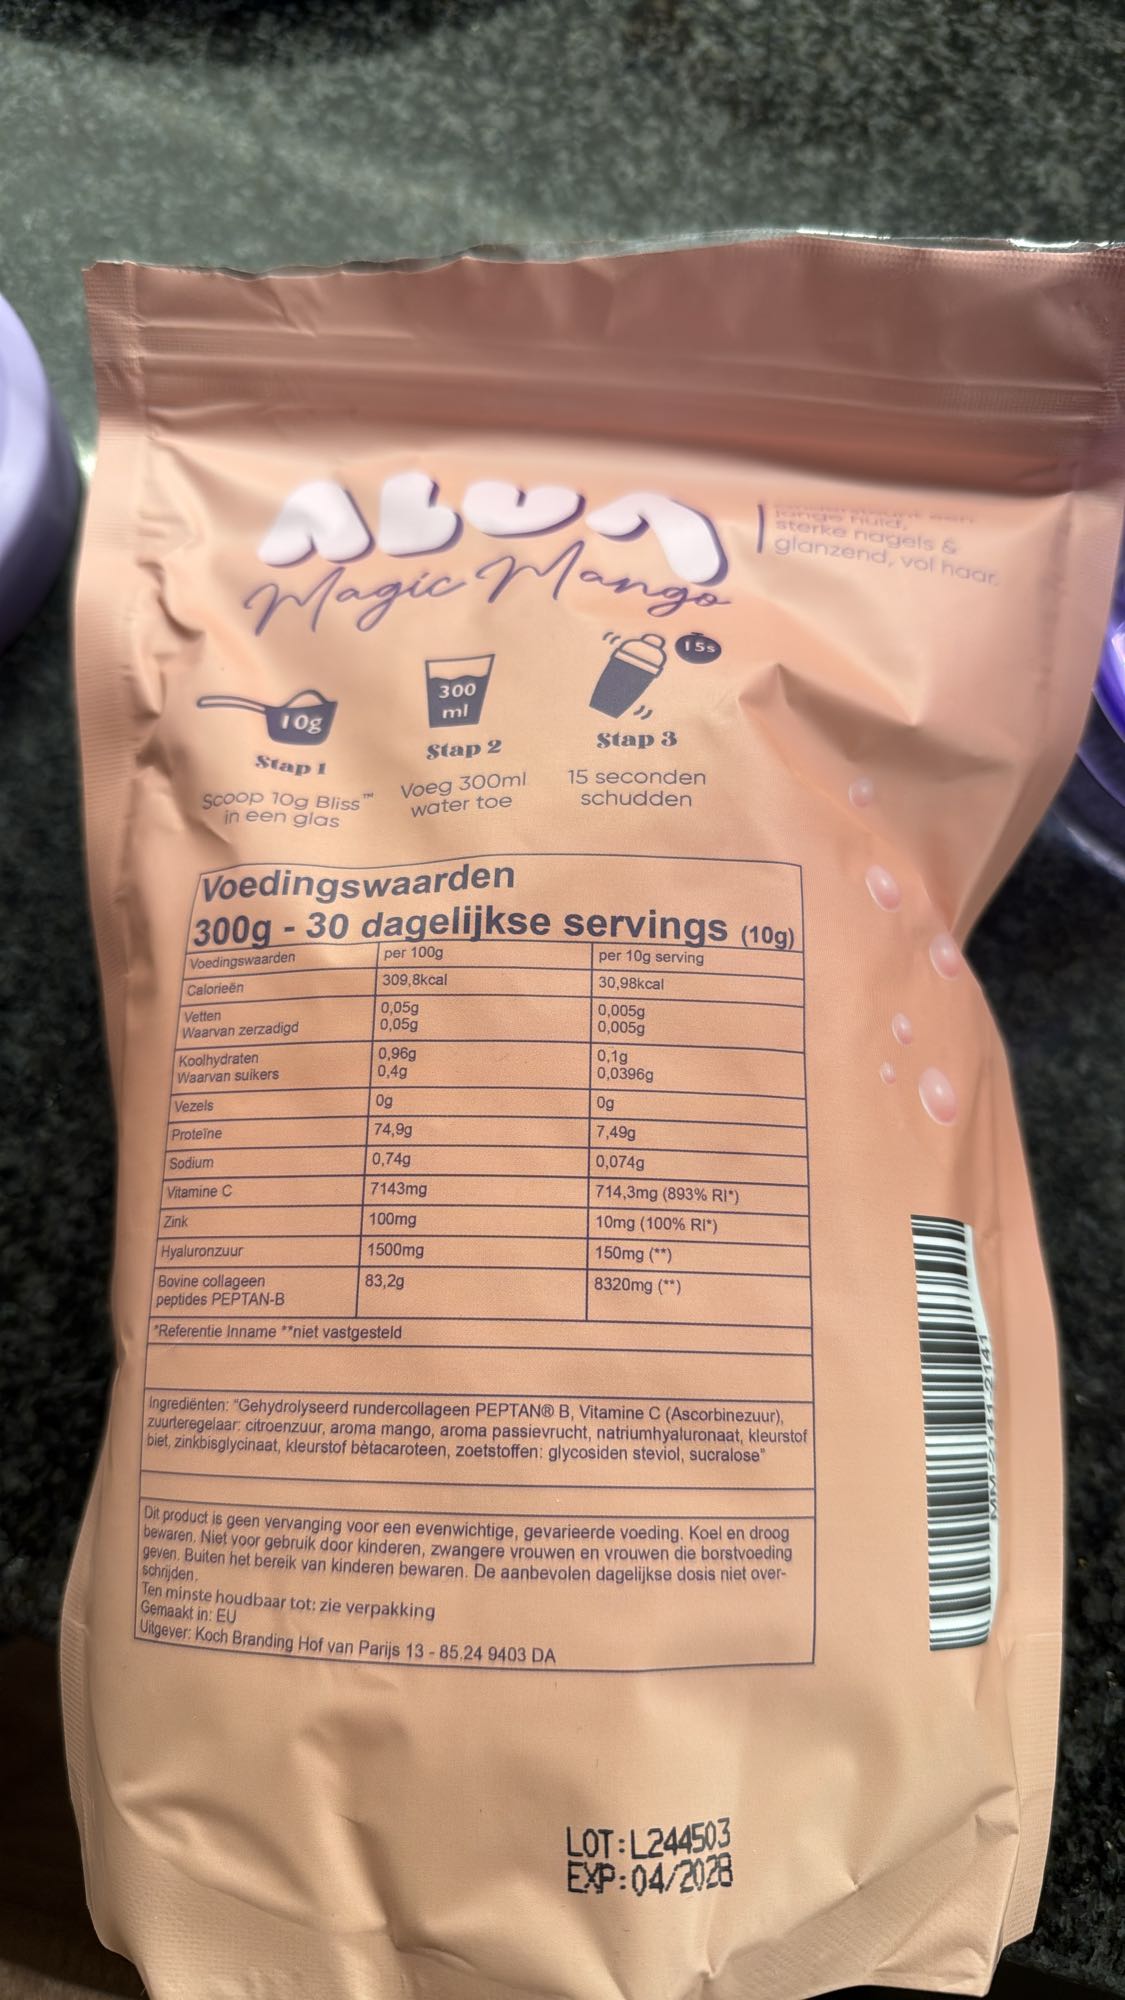 Magic Mango
jonge huid,
sterke nagels &
glanzend, vol haar.
10g
300
ml
15s
Stap 1
Stap 2
Stap 3
Scoop 10g Bliss™
in een glas
Voeg 300ml
water toe
15 seconden
schudden
Voedingswaarden
300g - 30 dagelijkse servings (10g)
Voedingswaarden per 100g per 10g serving
Calorieën 309,8kcal 30,98kcal
Vetten 0,05g 0,005g
Waarvan zerzadigd 0,05g 0,005g
Koolhydraten 0,96g 0,1g
Waarvan suikers 0,4g 0,0396g
Vezels 0g 0g
Proteïne 74,9g 7,49g
Sodium 0,74g 0,074g
Vitamine C 7143mg 714,3mg (893% RI*)
Zink 100mg 10mg (100% RI*)
Hyaluronzuur 1500mg 150mg (**)
Bovine collageen 83,2g 8320mg (**)
peptides PEPTAN-B
*Referentie Inname **niet vastgesteld
Ingrediënten: "Gehydrolyseerd rundercollageen PEPTAN® B, Vitamine C (Ascorbinezuur),
zuurteregelaar: citroenzuur, aroma mango, aroma passievrucht, natriumhyaluronaat, kleurstof
biet, zinkbisglycinaat, kleurstof bètacaroteen, zoetstoffen: glycosiden steviol, sucralose"
Dit product is geen vervanging voor een evenwichtige, gevarieerde voeding. Koel en droog
bewaren. Niet voor gebruik door kinderen, zwangere vrouwen en vrouwen die borstvoeding
geven. Buiten het bereik van kinderen bewaren. De aanbevolen dagelijkse dosis niet over-
schrijden.
Ten minste houdbaar tot: zie verpakking
Gemaakt in: EU
Uitgever: Koch Branding Hof van Parijs 13 - 85.24 9403 DA
MM-2141-2141
LOT:L244503
EXP:04/2028